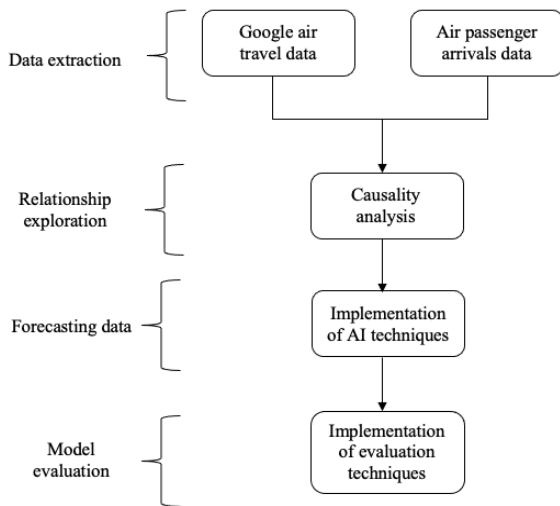 Data extraction
Google air
travel data
Air passenger
arrivals data
Relationship
exploration
Causality
analysis
Forecasting data
Implementation
of AI techniques
Model
evaluation
Implementation
of evaluation
techniques